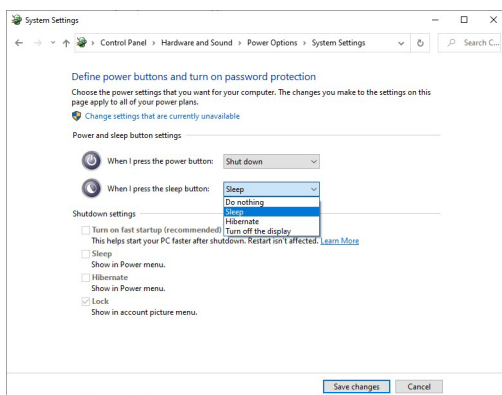 System Settings
Control Panel > Hardware and Sound > Power Options > System Settings
Search C...
Define power buttons and turn on password protection
Choose the power settings that you want for your computer. The changes you make to the settings on this
page apply to all of your power plans.
Change settings that are currently unavailable
Power and sleep button settings
When I press the power button: Shut down
When I press the sleep button: Sleep
Do nothing
Sleep
Hibernate
Turn off the display
Shutdown settings
Turn on fast startup (recommended)
This helps start your PC faster after shutdown. Restart isn't affected. Learn More
Sleep
Show in Power menu.
Hibernate
Show in Power menu.
Lock
Show in account picture menu.
Save changes Cancel